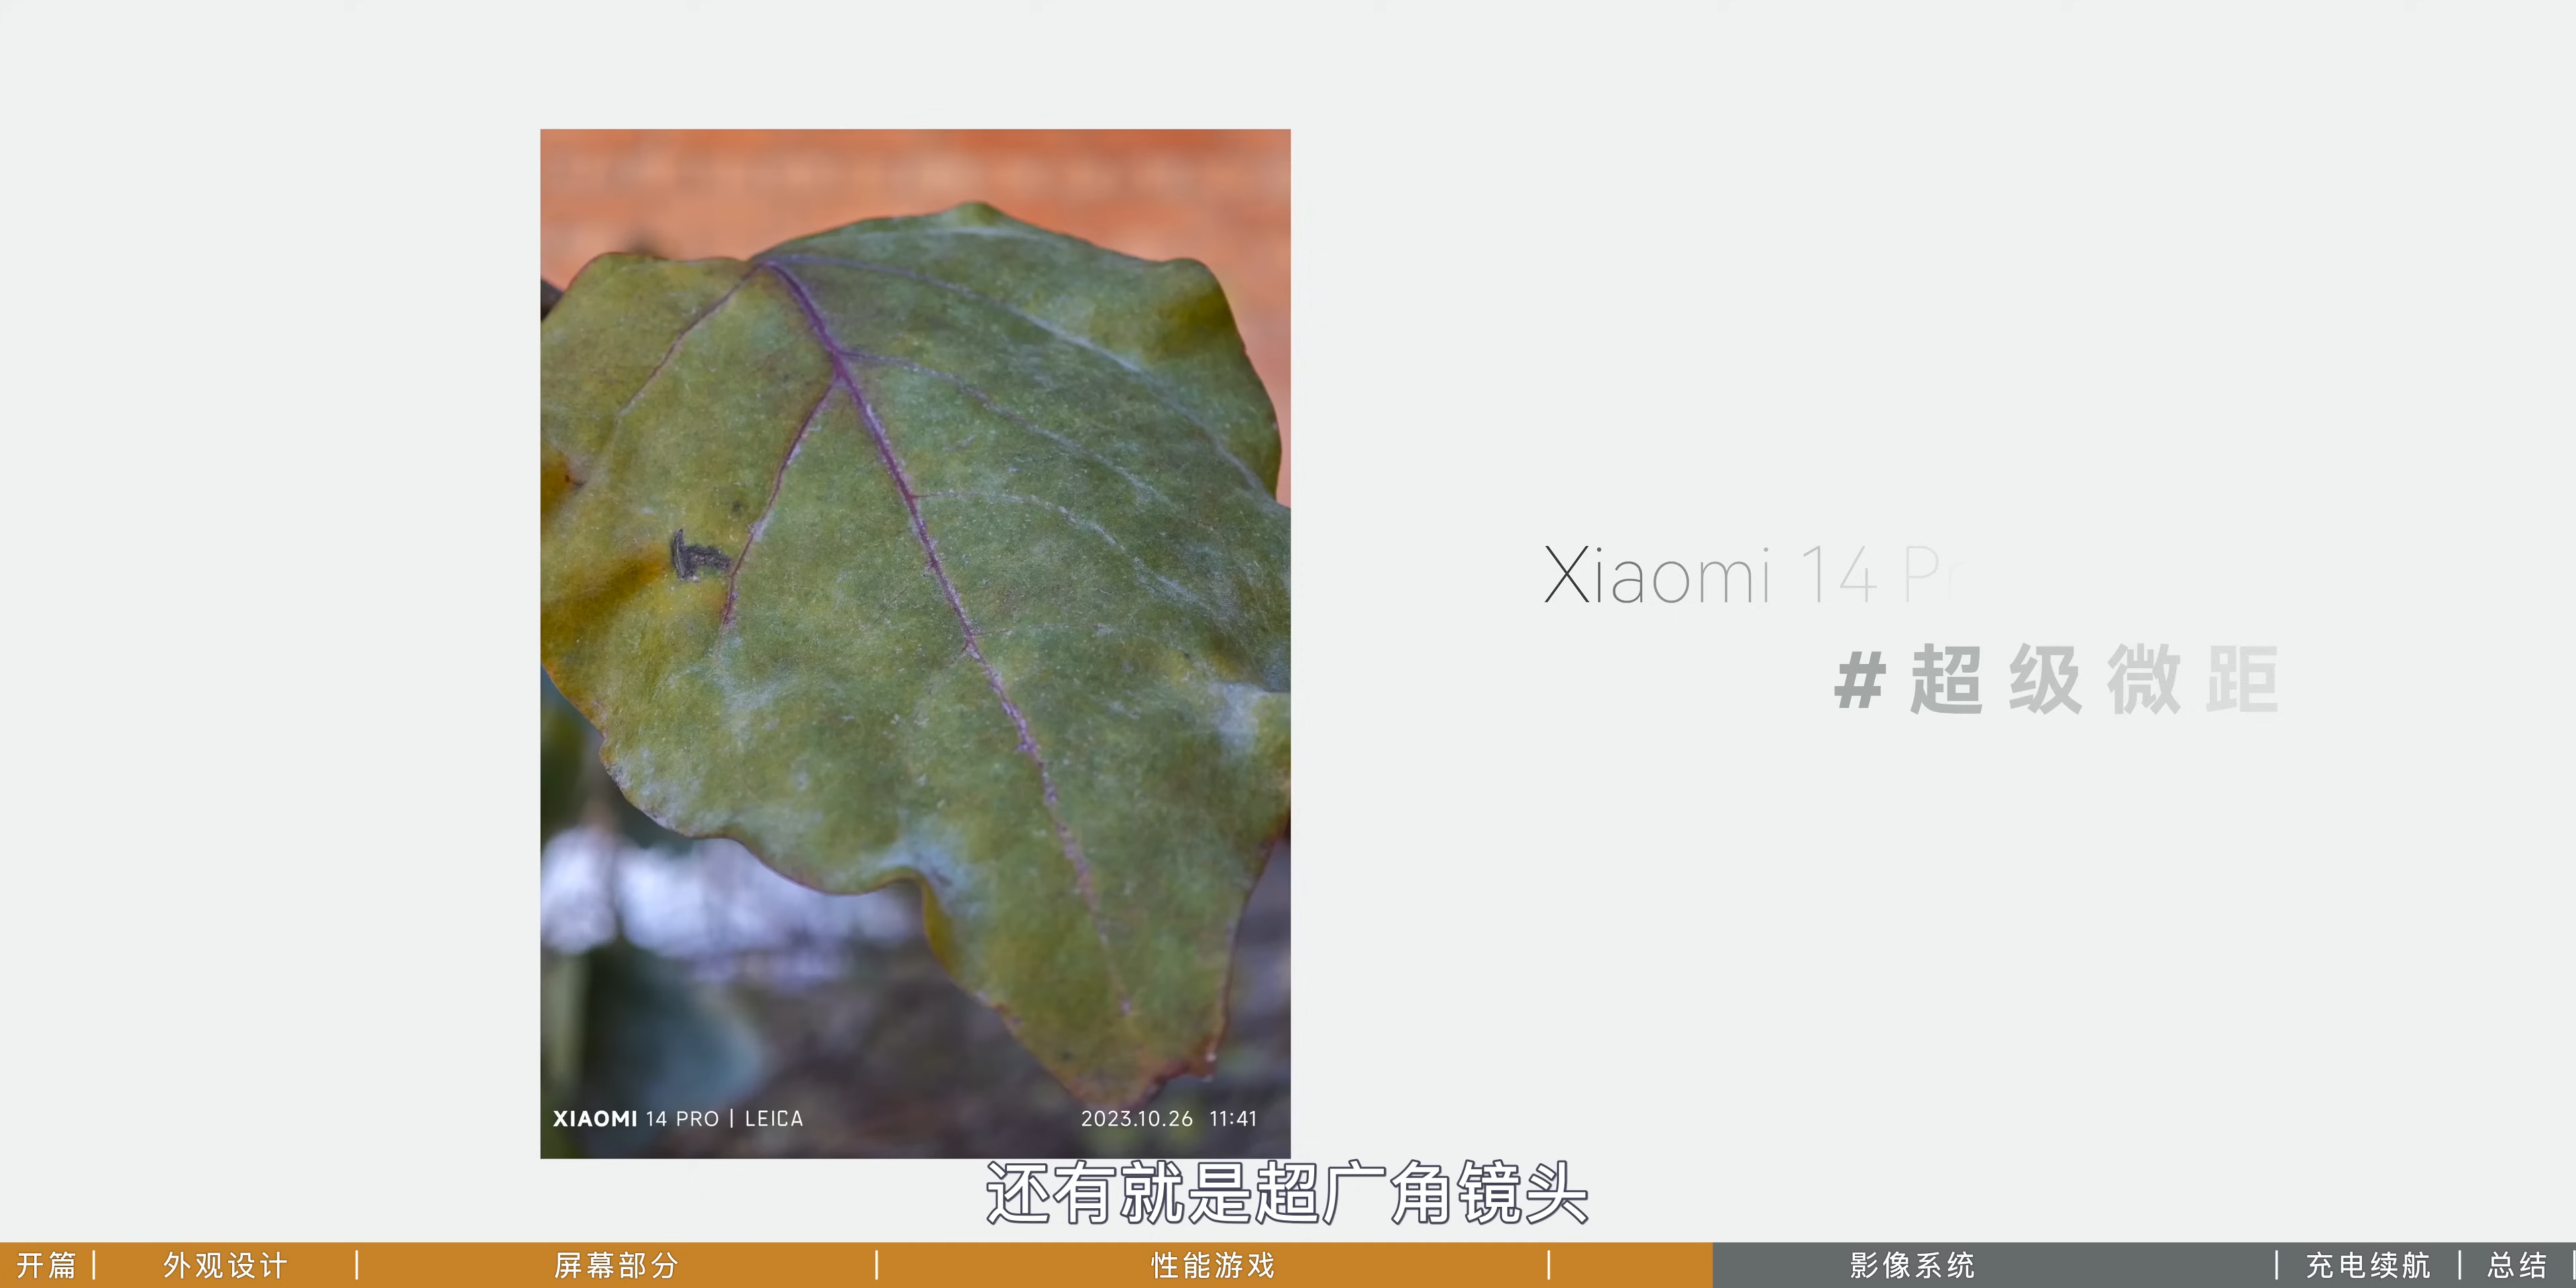 Xiaomi 14 Pr
#超级微距
XIAOMI 14 PRO | LEICA
2023.10.26 11:41
还有就是超广角镜头
开篇 | 外观设计 | 屏幕部分 | 性能游戏 | 影像系统 | 充电续航 | 总结